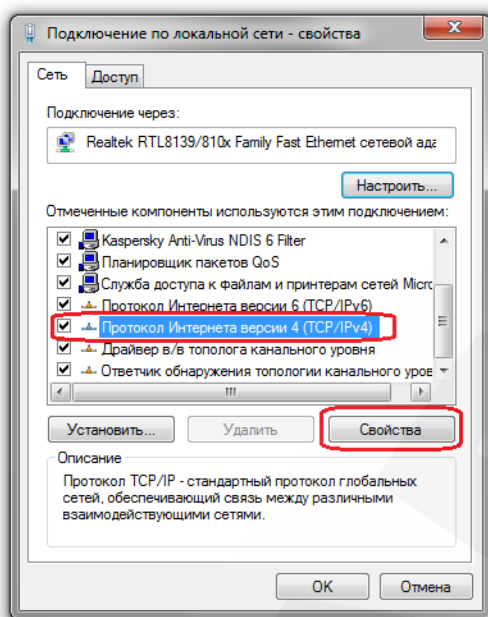 Подключение по локальной сети - свойства
Сеть
Доступ
Подключение через:
Realtek RTL8139/810x Family Fast Ethernet сетевой ада
Настроить...
Отмеченные компоненты используются этим подключением:
Kaspersky Anti-Virus NDIS 6 Filter
Планировщик пакетов QoS
Служба доступа к файлам и принтерам сетей Micro
Протокол Интернета версии 6 (TCP/IPv6)
Протокол Интернета версии 4 (TCP/IPv4)
Драйвер в/в тополога канального уровня
Ответчик обнаружения топологии канального уров
Установить...
Удалить
Свойства
Описание
Протокол TCP/IP - стандартный протокол глобальных
сетей, обеспечивающий связь между различными
взаимодействующими сетями.
OK
Отмена